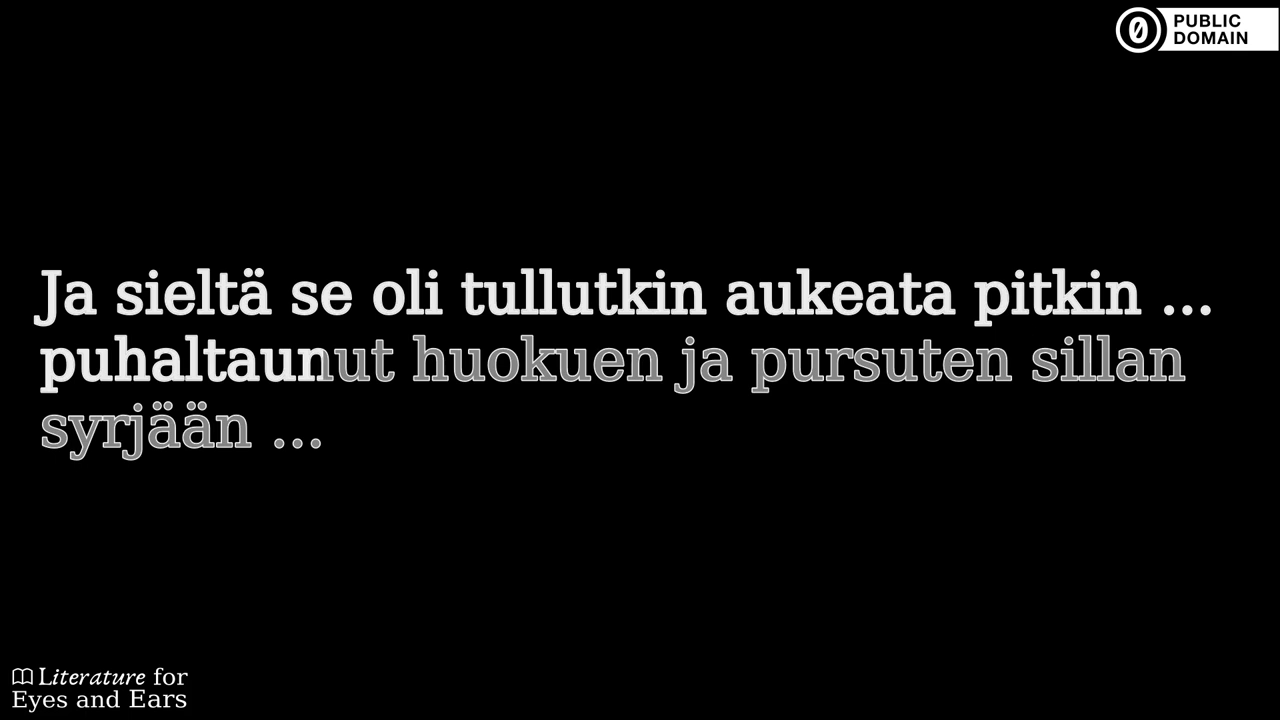 PUBLIC
DOMAIN
Ja sieltä se oli tullutkin aukeata pitkin ...
puhaltaunut huokuen ja pursuten sillan
syrjään ...
Literature for
Eyes and Ears